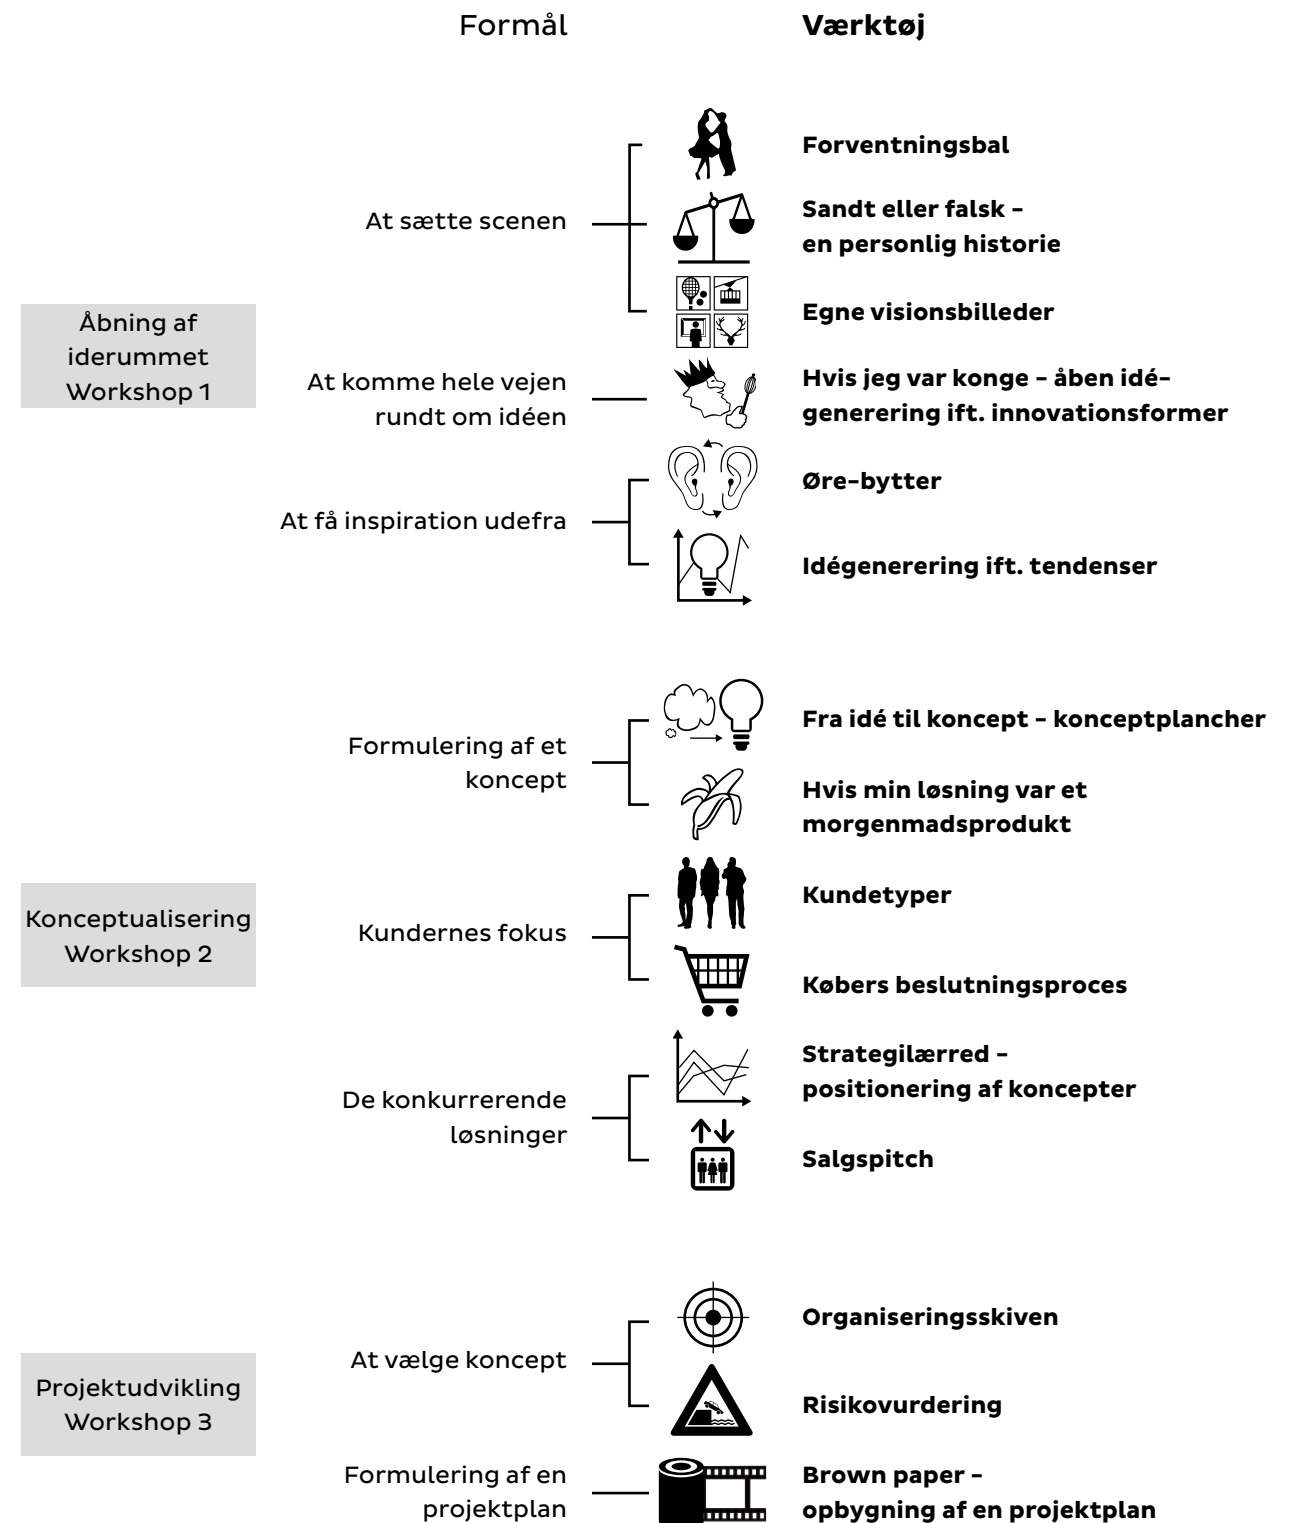 Formål
Værktøj
Åbning af
iderummet
Workshop 1
At sætte scenen
Forventningsbal
Sandt eller falsk –
en personlig historie
Egne visionsbilleder
At komme hele vejen
rundt om idéen
Hvis jeg var konge – åben idé-
generering ift. innovationsformer
At få inspiration udefra
Øre-bytter
Idégenerering ift. tendenser
Konceptualisering
Workshop 2
Formulering af et
koncept
Fra idé til koncept – konceptplancher
Hvis min løsning var et
morgenmadsprodukt
Kundernes fokus
Kundetyper
Købers beslutningsproces
De konkurrerende
løsninger
Strategilærred –
positionering af koncepter
Salgspitch
Projektudvikling
Workshop 3
At vælge koncept
Organiseringsskiven
Risikovurdering
Formulering af en
projektplan
Brown paper –
opbygning af en projektplan